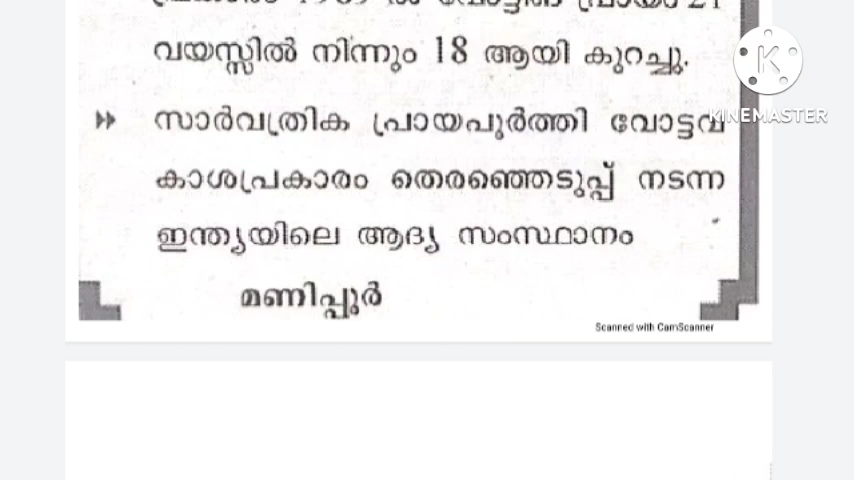 വയസ്സിൽ നിന്നും 18 ആയി കുറച്ചു.
സാർവത്രിക പ്രായപൂർത്തി വോട്ടവ
കാശപ്രകാരം തെരഞ്ഞെടുപ്പ് നടന്ന
ഇന്ത്യയിലെ ആദ്യ സംസ്ഥാനം
മണിപ്പൂർ
Scanned with CamScanner
K
KINEMASTER